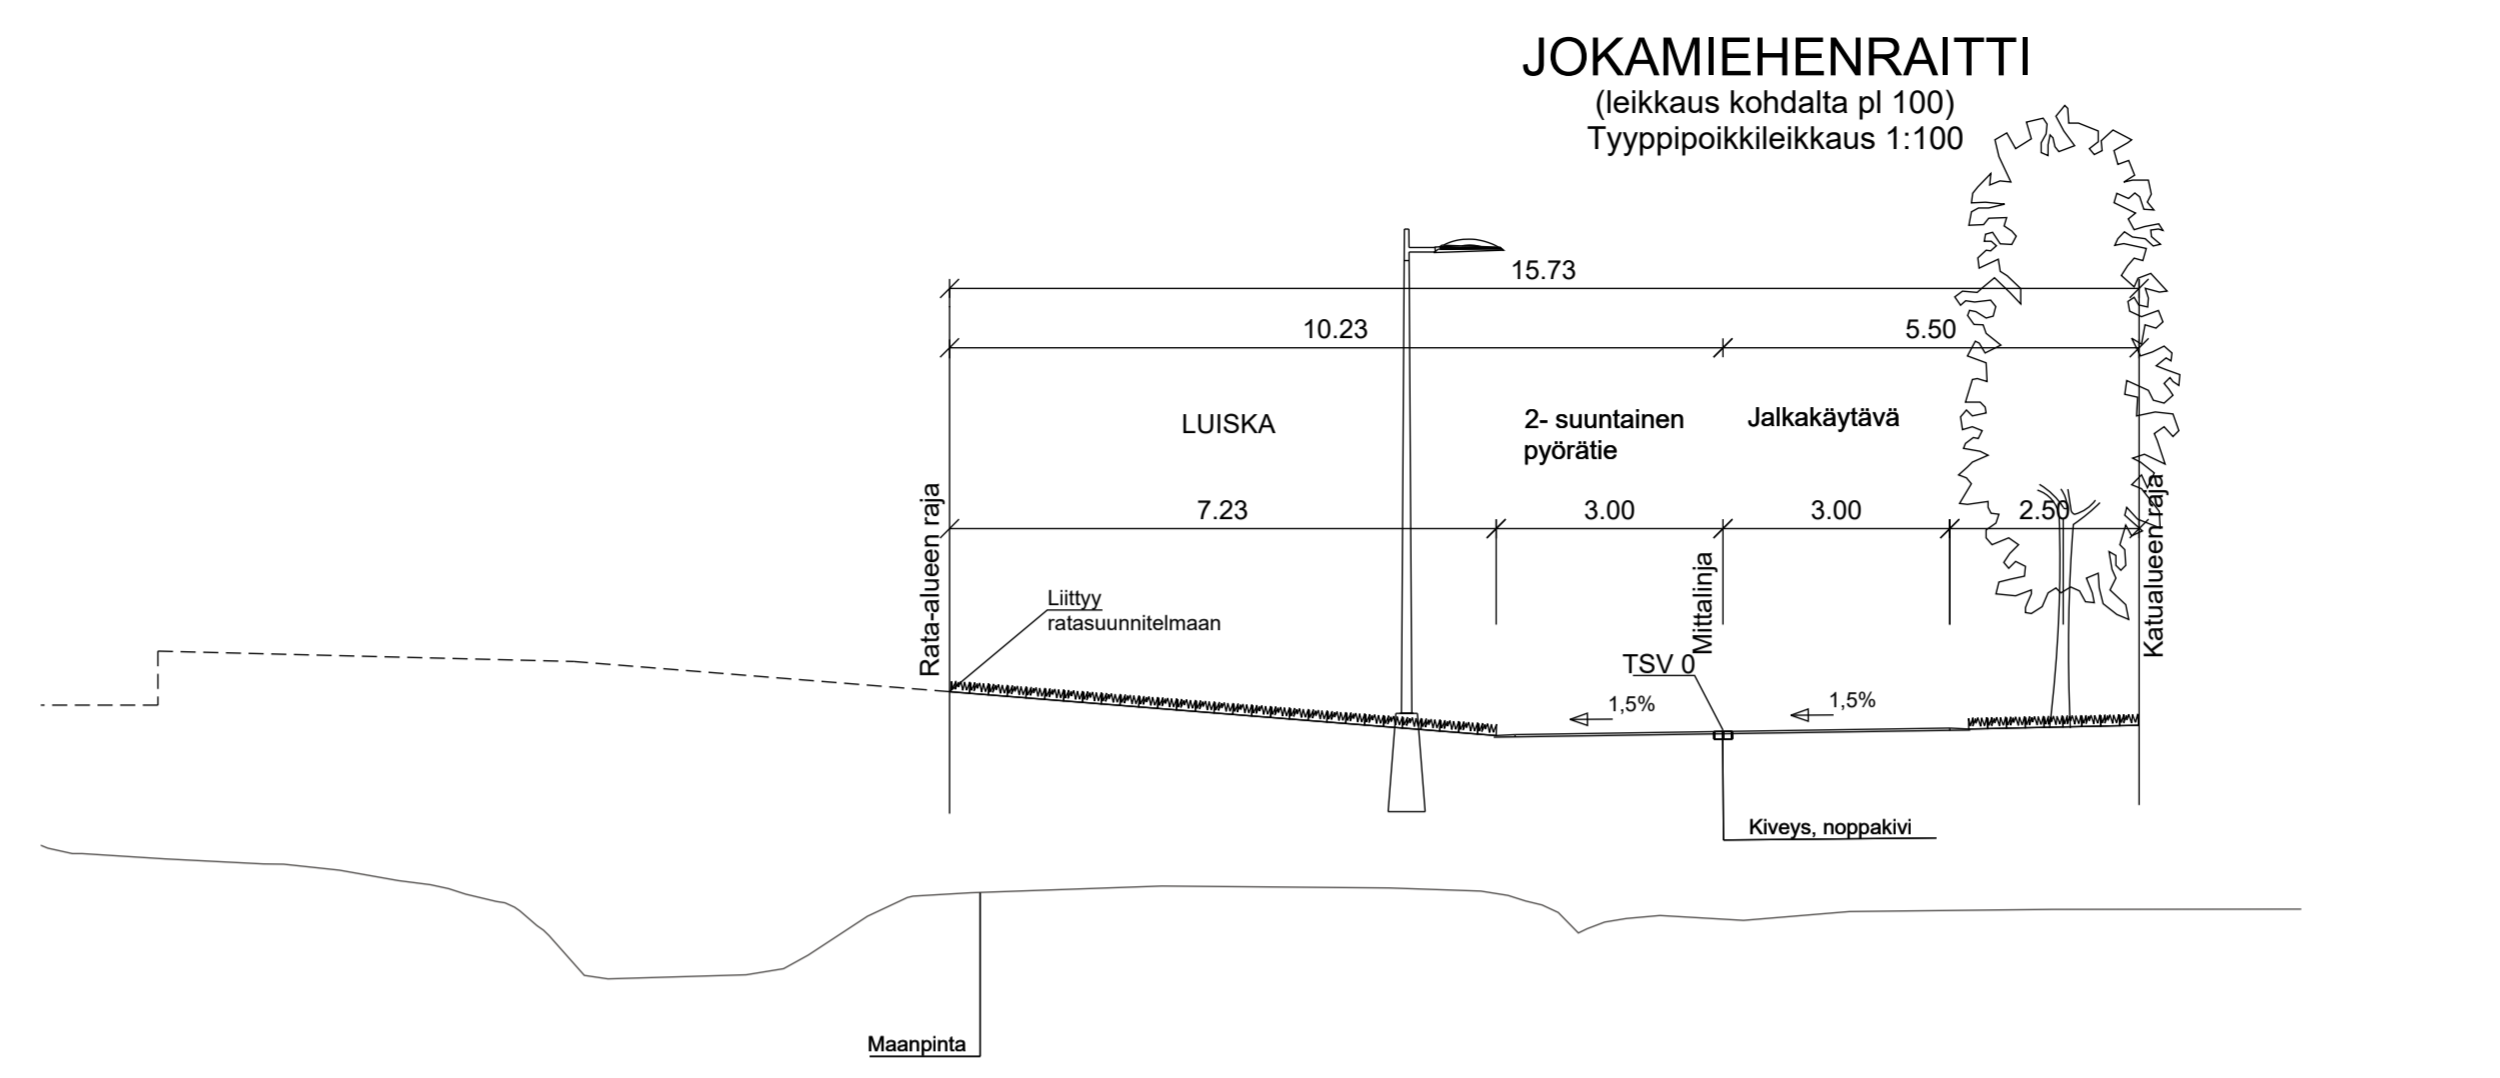 JOKAMIEHENRAITTI
(leikkaus kohdalta pl 100)
Tyyppipoikkileikkaus 1:100
15.73
10.23
5.50
LUISKA
2- suuntainen
pyörätie
Jalkakäytävä
Rata-alueen raja
7.23
3.00
3.00
2.50
Katualueen raja
Mittalinja
Liittyy
ratasuunnitelmaan
TSV 0
1,5%
1,5%
Kiveys, noppakivi
Maanpinta